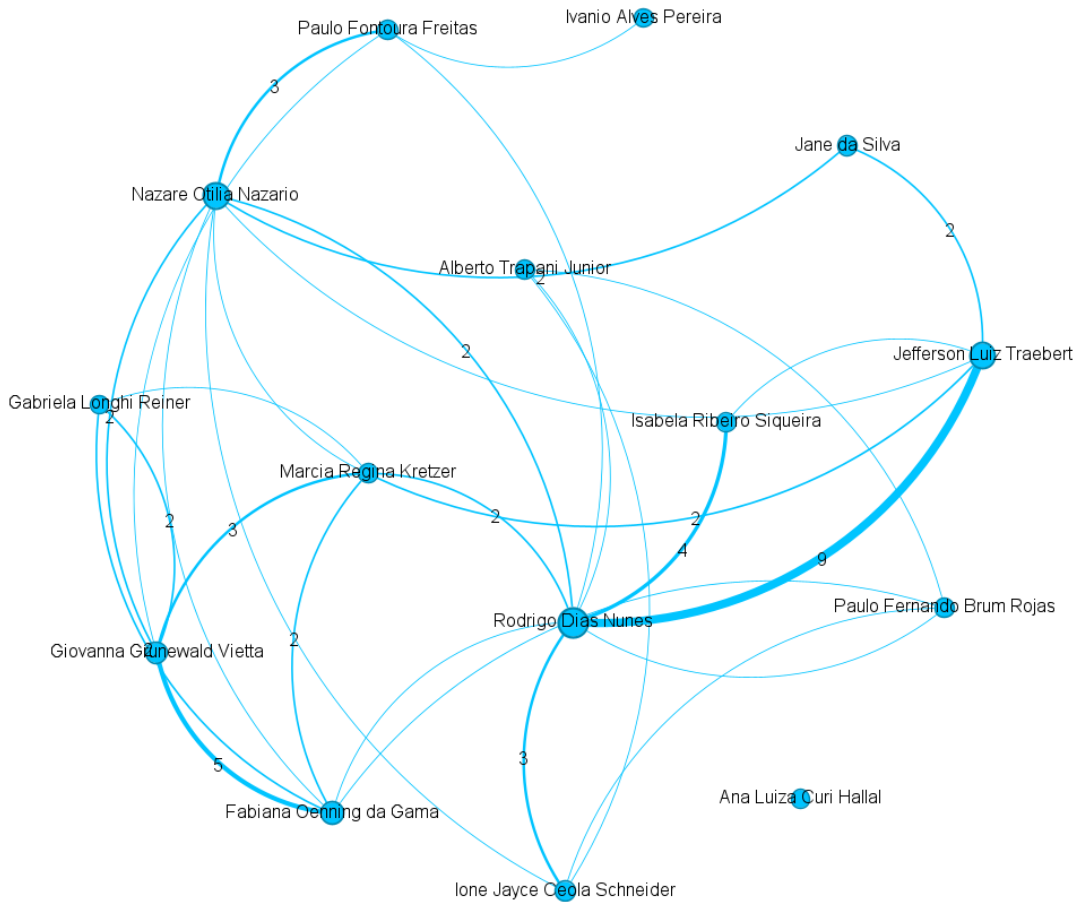 Ivanio Alves Pereira
Paulo Fontoura Freitas
3
Jane da Silva
Nazare Otilia Nazario
2
Alberto Trapani Junior
2
2
Jefferson Luiz Traebert
Gabriela Longhi Reiner
2
Isabela Ribeiro Siqueira
Marcia Regina Kretzer
2
2
2
3
4
9
Paulo Fernando Brum Rojas
Rodrigo Dias Nunes
2
Giovanna Grunewald Vietta
2
3
5
Ana Luiza Curi Hallal
Fabiana Oenning da Gama
Ione Jayce Ceola Schneider